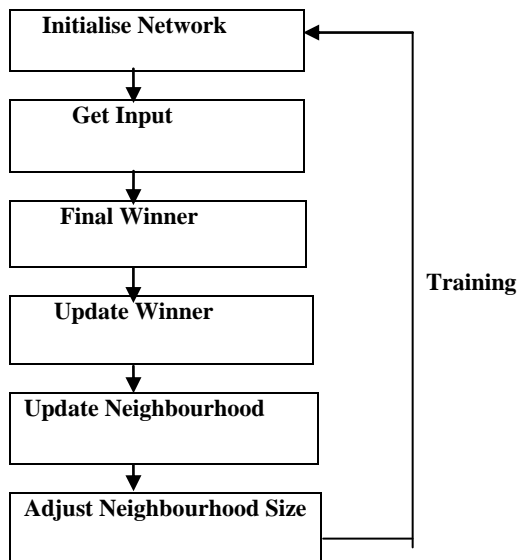 Initialise Network
Get Input
Final Winner
Update Winner
Training
Update Neighbourhood
Adjust Neighbourhood Size